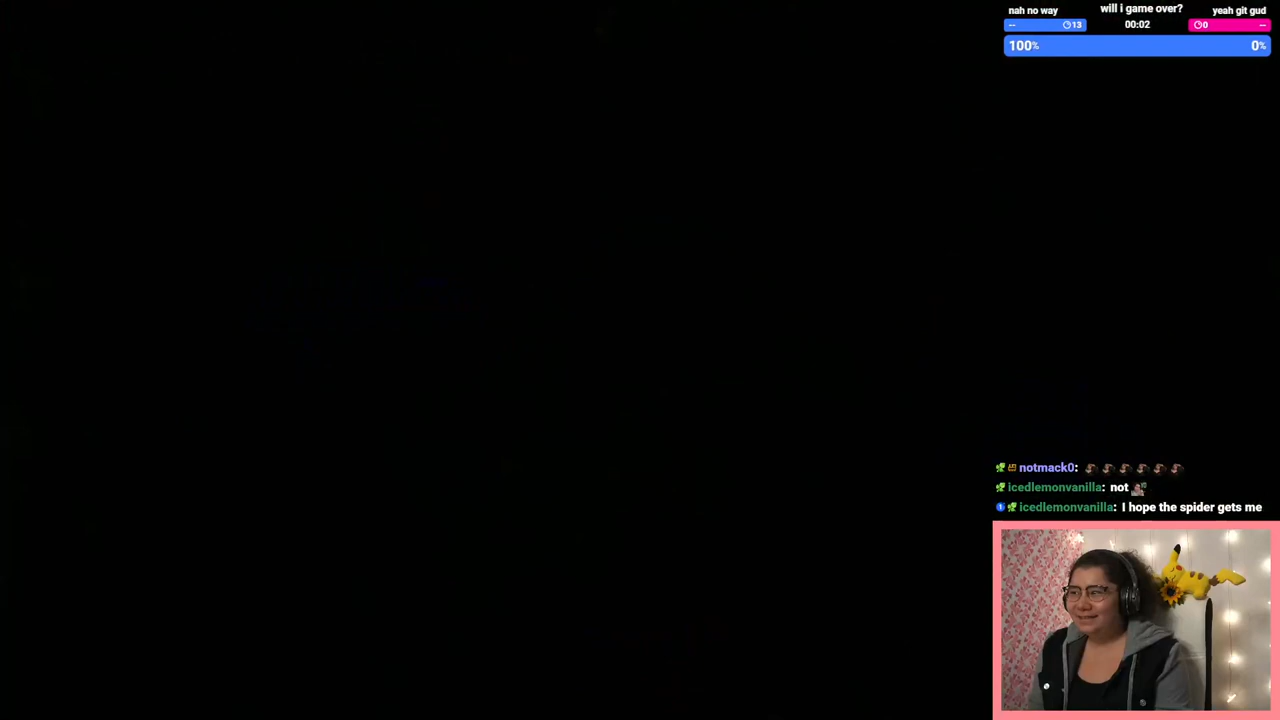 nah no way will i game over? yeah git gud
-- 13 00:02 0 --
100% 0%
notmack0:
icedlemonvanilla: not
icedlemonvanilla: I hope the spider gets me